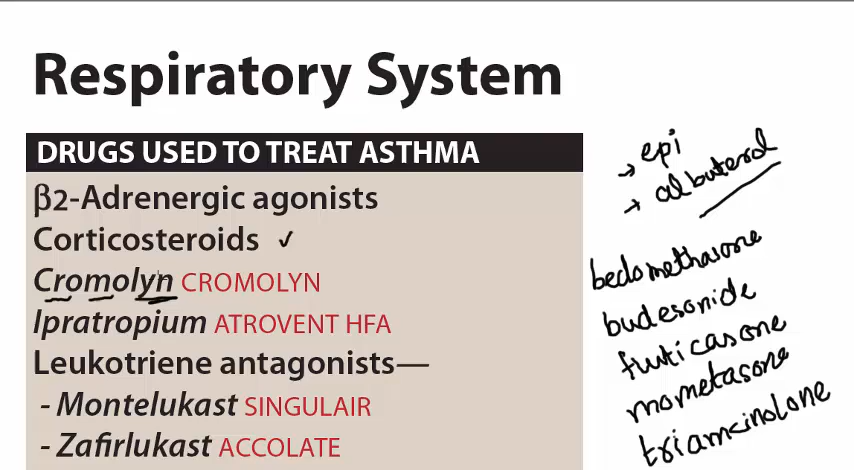 Respiratory System
DRUGS USED TO TREAT ASTHMA
β2-Adrenergic agonists
Corticosteroids ✓
Cromolyn CROMOLYN
Ipratropium ATROVENT HFA
Leukotriene antagonists—
- Montelukast SINGULAIR
- Zafirlukast ACCOLATE
→ epi
→ albuterol
beclomethasone
budesonide
fluticasone
mometasone
triamcinolone